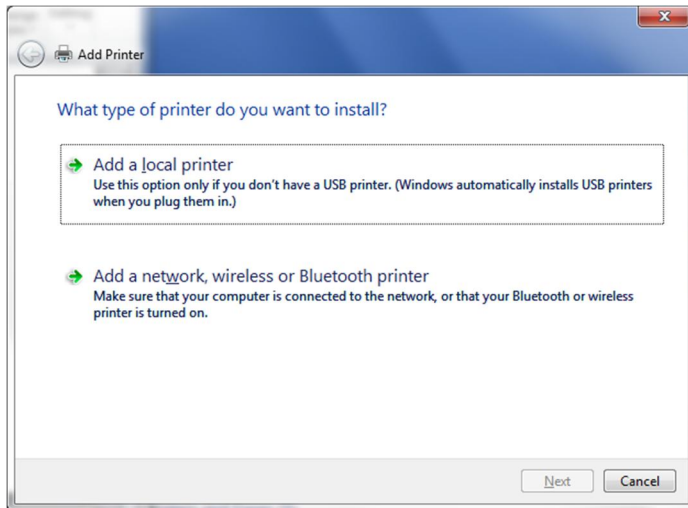 Add Printer
What type of printer do you want to install?
Add a local printer
Use this option only if you don't have a USB printer. (Windows automatically installs USB printers
when you plug them in.)
Add a network, wireless or Bluetooth printer
Make sure that your computer is connected to the network, or that your Bluetooth or wireless
printer is turned on.
Next
Cancel